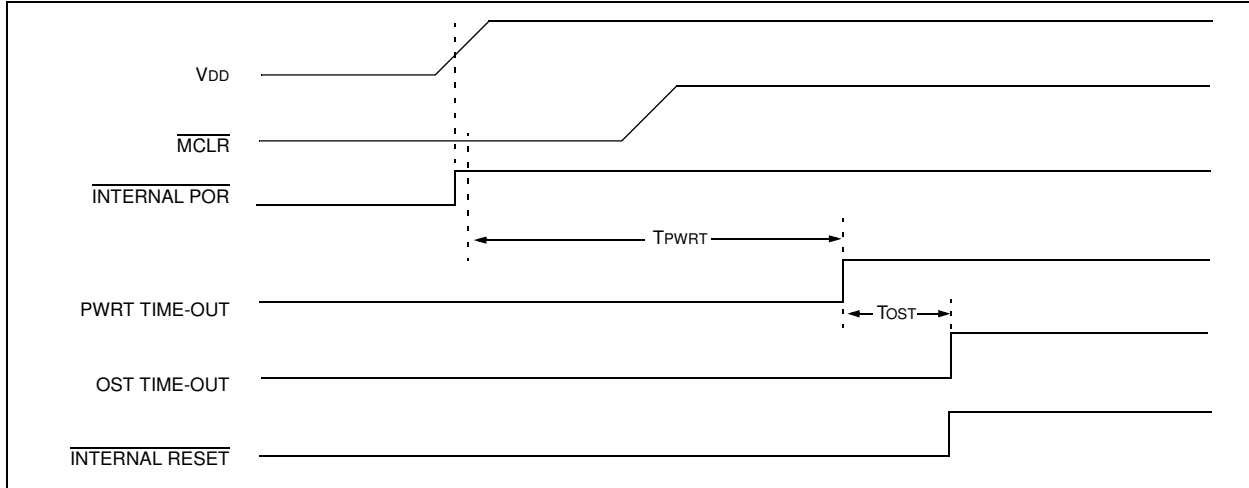 VDD
MCLR
INTERNAL POR
TPWRT
PWRT TIME-OUT
TOST
OST TIME-OUT
INTERNAL RESET